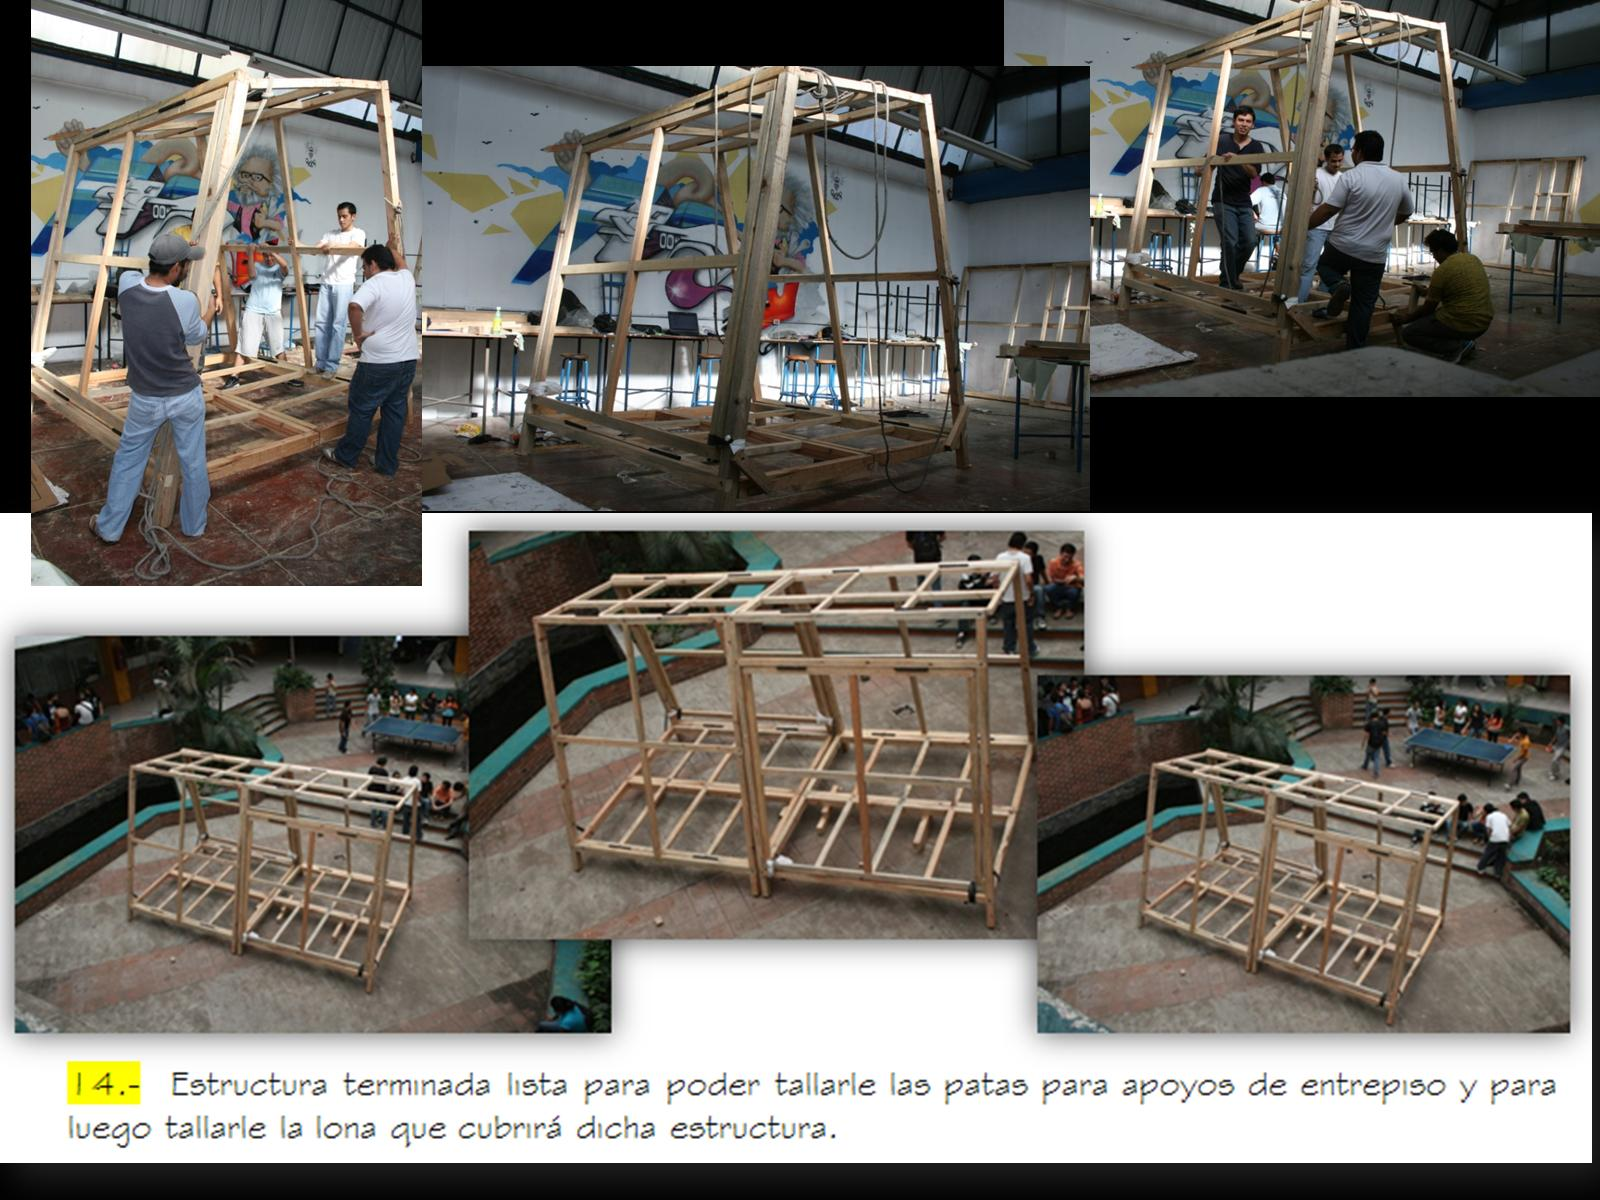 14.- Estructura terminada lista para poder tallarle las patas para apoyos de entrepiso y para
luego tallarle la lona que cubrirá dicha estructura.